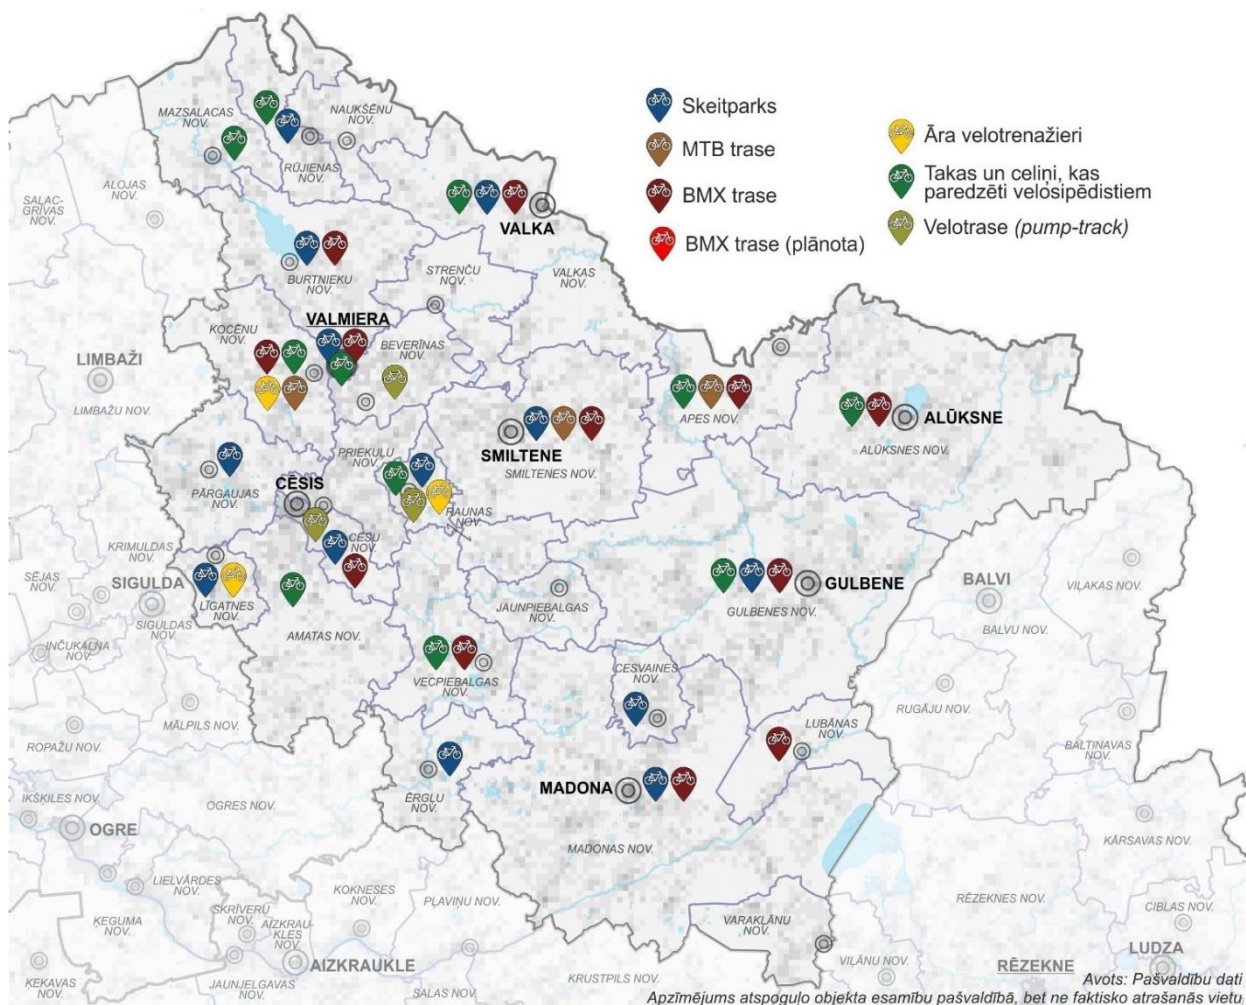 Skeitparks
MTB trase
BMX trase
BMX trase (plānota)
Āra velotrenažieri
Takas un celiņi, kas
paredzēti velosipēdistiem
Velotrase (pump-track)
MAZSALACAS
NOV.
NAUKŠĒNU
NOV.
RŪJIENAS
NOV.
ALOJAS
NOV.
SALAC-
GRĪVAS
NOV.
VALKA
BURTNIEKU
NOV.
STRENČU
NOV.
VALKAS
NOV.
KOCĒNU
NOV.
VALMIERA
BEVERĪNAS
NOV.
LIMBAŽI
LIMBAŽU NOV.
APES NOV.
ALŪKSNE
ALŪKSNES NOV.
SMILTENE
SMILTENES NOV.
PRIEKUĻU
NOV.
PĀRGAUJAS
NOV.
CĒSIS
RAUNAS
NOV.
CĒSU
NOV.
KRIMULDAS
NOV.
SĒJAS
NOV.
SIGULDA
SIGULDAS
NOV.
LĪGATNES
NOV.
AMATAS NOV.
JAUNPIEBALGAS
NOV.
GULBENE
GULBENES NOV.
BALVI
BALVU NOV.
VIĻAKAS NOV.
INČUKALNA
NOV.
VECPIEBALGAS
NOV.
CESVAINES
NOV.
RUGĀJU NOV.
MĀLPILS NOV.
ROPAŽU NOV.
LUBĀNAS
NOV.
BALTINAVAS
NOV.
IKŠĶILES NOV.
OGRE
OGRES NOV.
ĒRGĻU
NOV.
MADONA
MADONAS NOV.
KĀRSAVAS NOV.
LIELVĀRDES
NOV.
KOKNESES
NOV.
PĻAVIŅU NOV.
RĒZEKNES NOV.
CIBLAS NOV.
ĶEGUMA
NOV.
SKRĪVERU
NOV.
AIZKRAU-
KLES
NOV.
VARAKĻĀNU
NOV.
VIĻĀNU NOV.
LUDZA
ĶEKAVAS
NOV.
JAUNJELGAVAS
NOV.
AIZKRAUKLE
SALAS NOV.
KRUSTPILS NOV.
RĒZEKNE
Avots: Pašvaldību dati
Apzīmējums atspoguļo objekta esamību pašvaldībā, bet ne faktisko atrašanās vietu